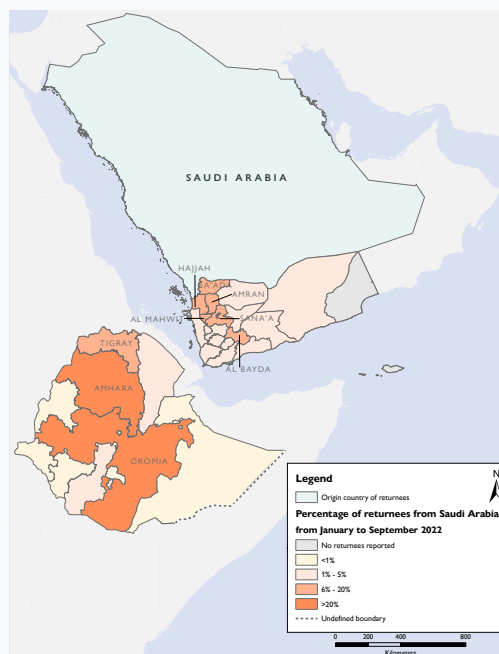 SAUDI ARABIA
HAJJAH
SA'ADA
AMRAN
AL MAHWIT
SANA'A
TIGRAY
AL BAYDA
AMHARA
OROMIA
Legend
N
Origin country of returnees
Percentage of returnees from Saudi Arabia
from January to September 2022
No returnees reported
<1%
1% - 5%
6% - 20%
>20%
Undefined boundary
0 200 400 800
Kilometers